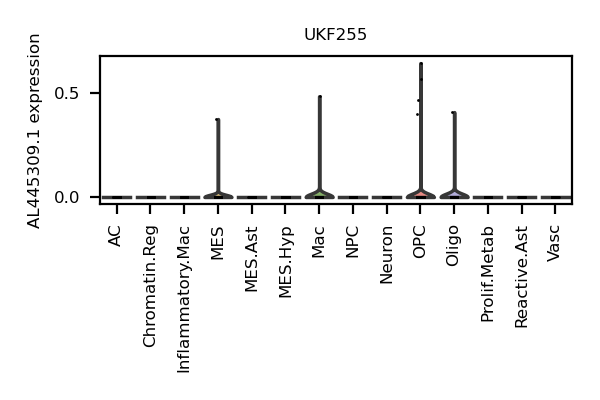 UKF255
AL445309.1 expression
0.5
0.0
AC
Chromatin.Reg
Inflammatory.Mac
MES
MES.Ast
MES.Hyp
Mac
NPC
Neuron
OPC
Oligo
Prolif.Metab
Reactive.Ast
Vasc